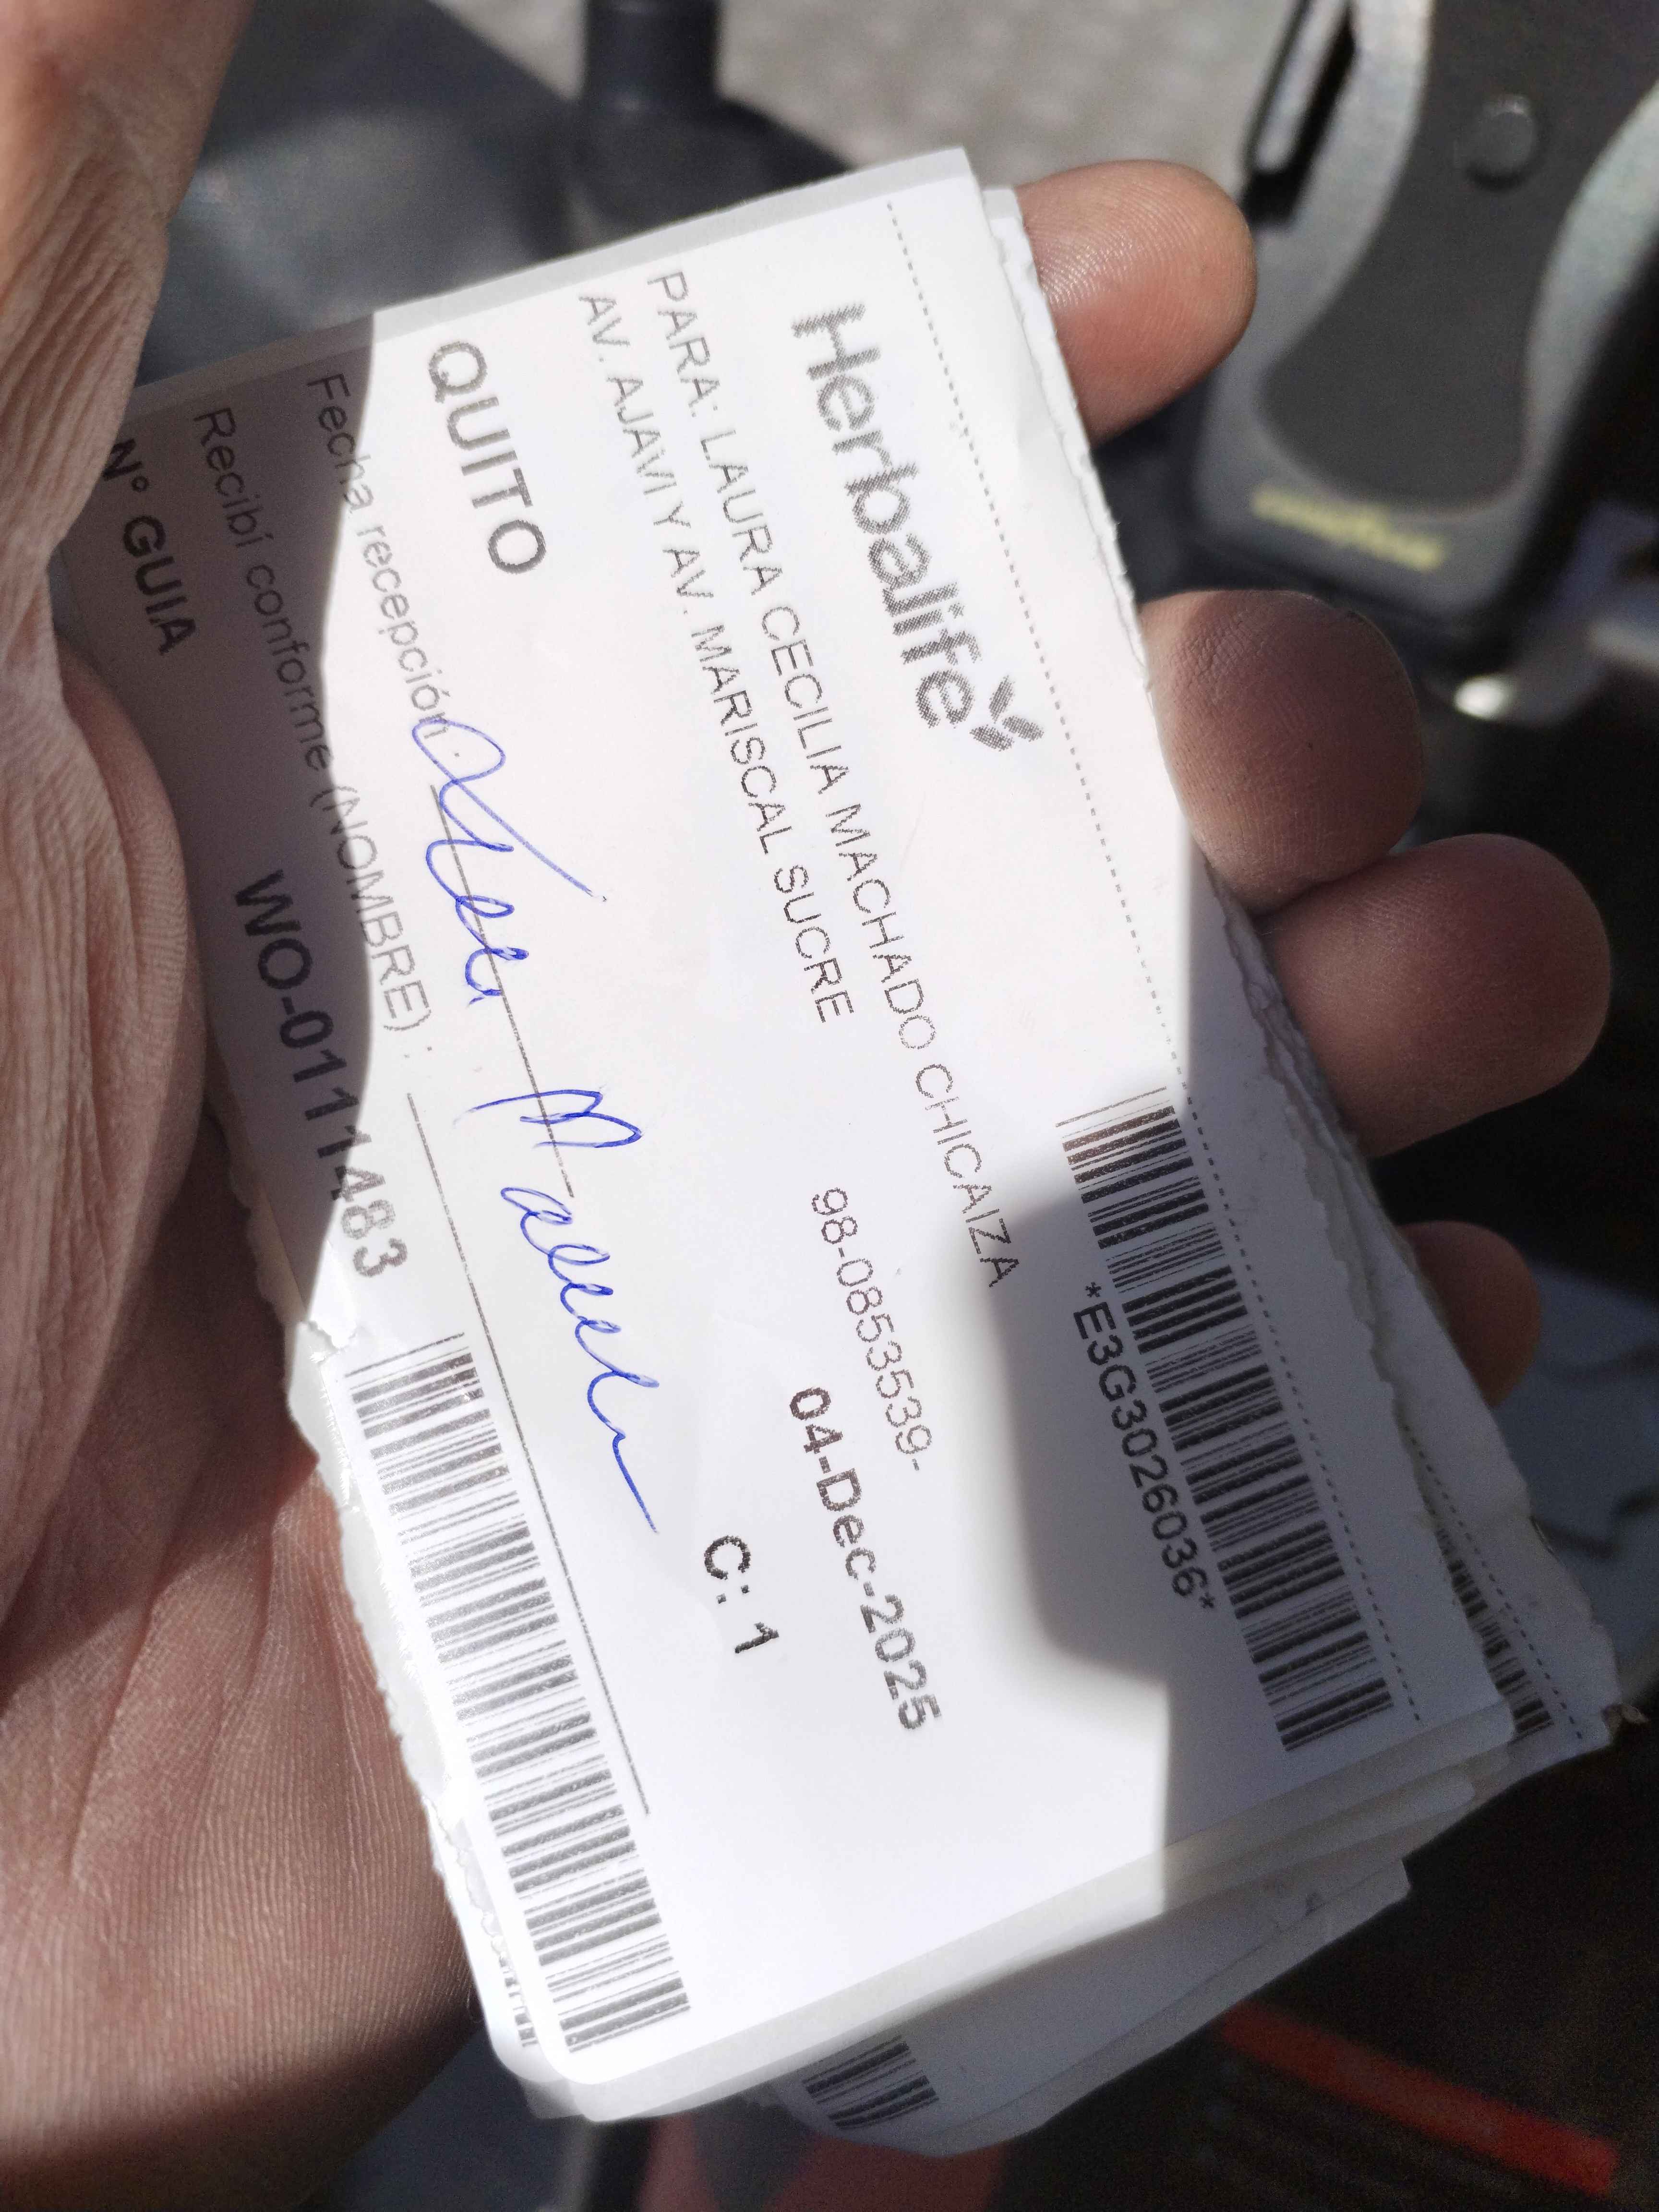 *E3G3026036*
Herbalife
PARA: LAURA CECILIA MACHADO CHICAIZA
AV. AJAVI Y AV. MARISCAL SUCRE
98-0853539-
04-Dec-2025
QUITO
C: 1
Fecha recepción :
Recibí conforme (NOMBRE) :
N° GUIA
WO-0111483